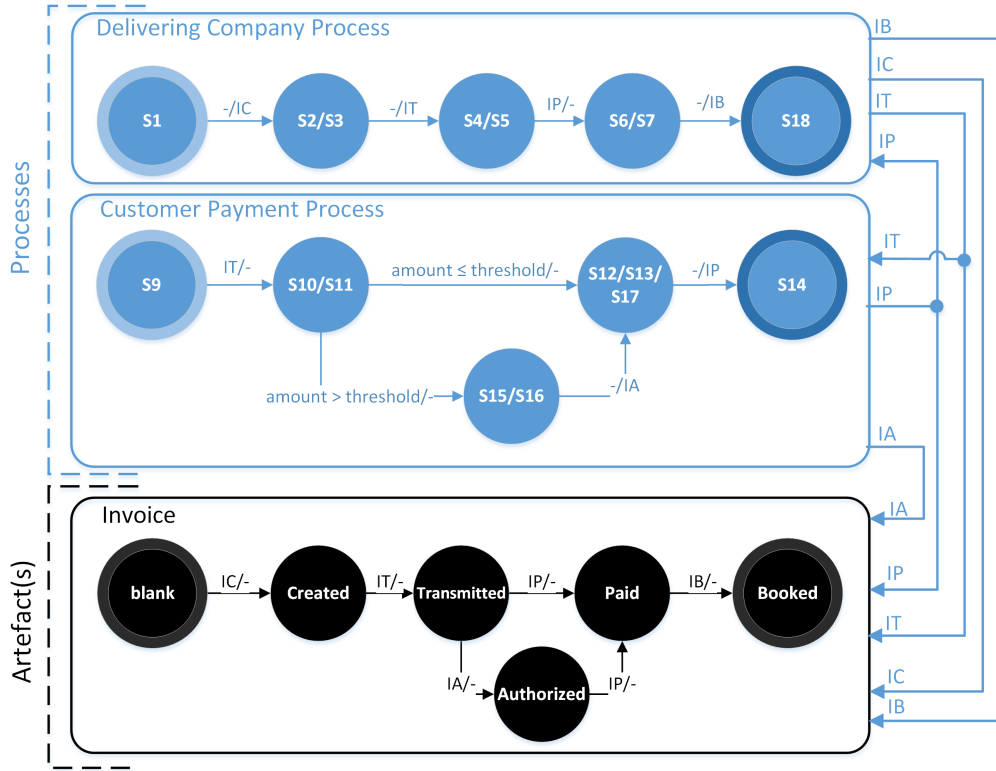 Processes
Delivering Company Process
S1
-/IC
S2/S3
-/IT
S4/S5
IP/-
S6/S7
-/IB
S18
IB
IC
IT
IP
Customer Payment Process
S9
IT/-
S10/S11
amount ≤ threshold/-
S12/S13/
S17
-/IP
S14
amount > threshold/-
S15/S16
-/IA
IT
IP
IA
Artefact(s)
Invoice
blank
IC/-
Created
IT/-
Transmitted
IP/-
Paid
IB/-
Booked
IA/-
Authorized
IP/-
IA
IP
IT
IC
IB